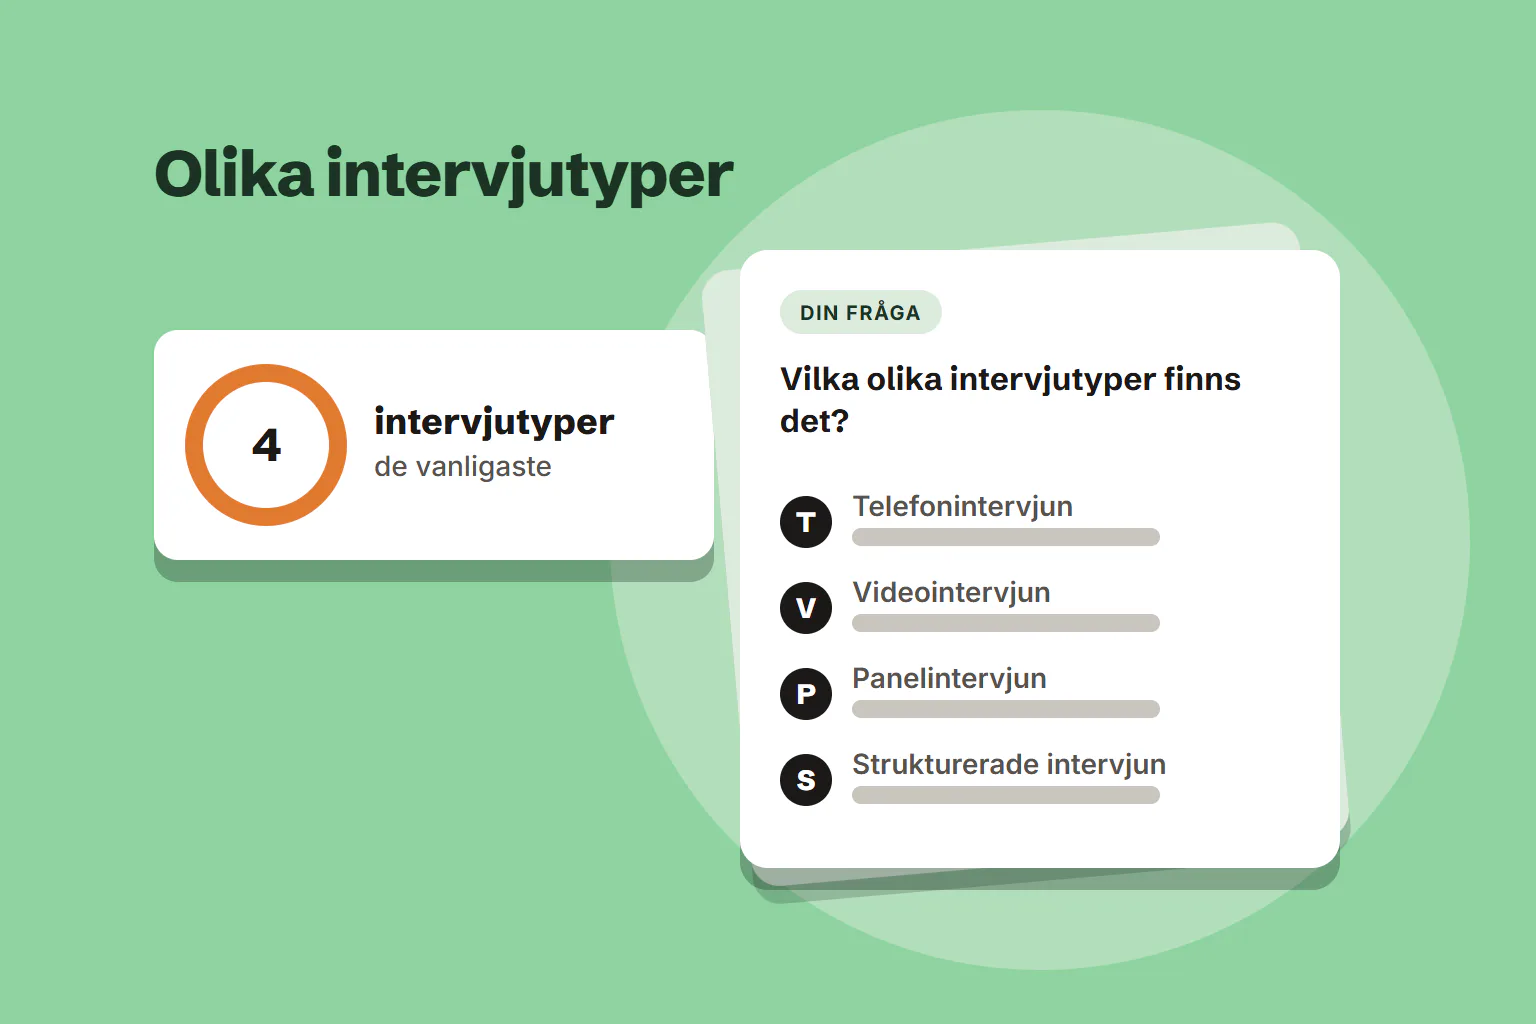 Olika intervjutyper
4
intervjutyper
de vanligaste
DIN FRÅGA
Vilka olika intervjutyper finns
det?
T
Telefonintervjun
V
Videointervjun
P
Panelintervjun
S
Strukturerade intervjun